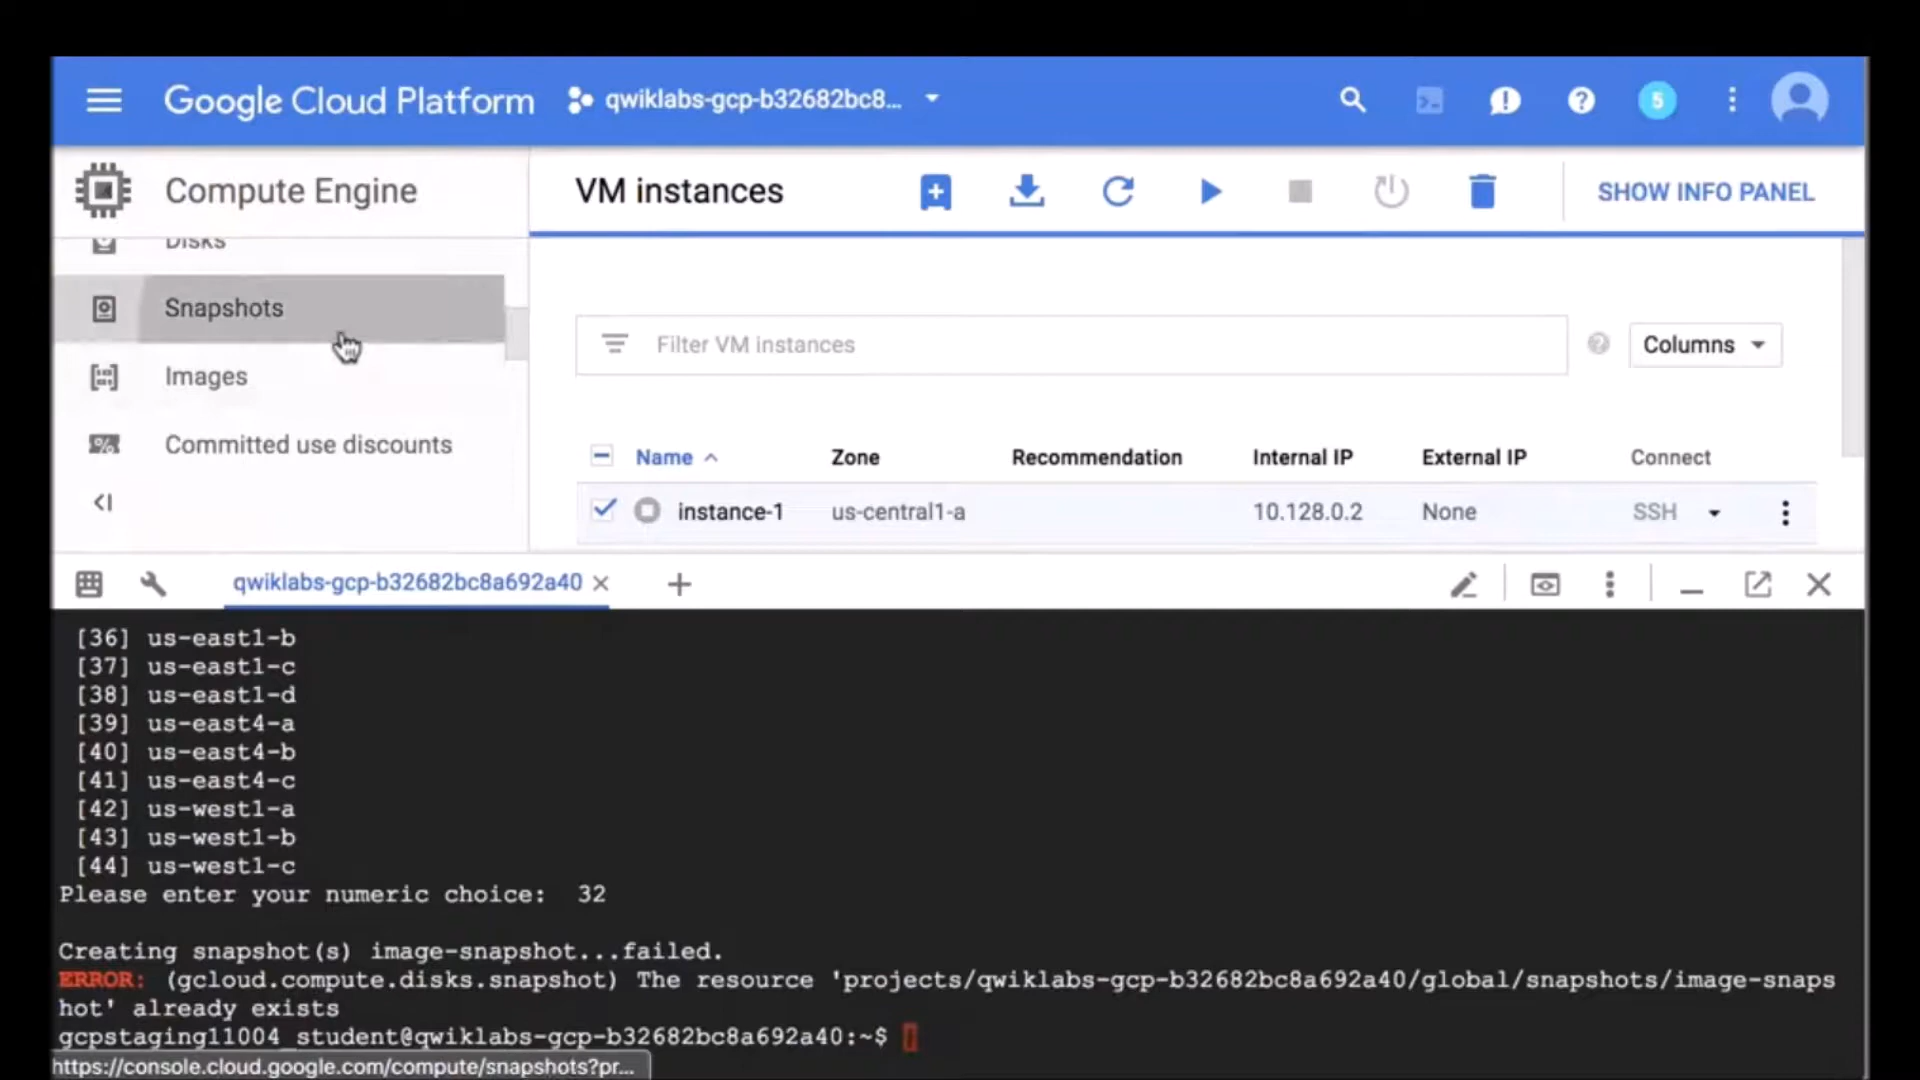 Google Cloud Platform qwiklabs-gcp-b32682bc8... 5
Compute Engine
VM instances
SHOW INFO PANEL
Disks
Snapshots
Images
Committed use discounts
Filter VM instances
Columns
Name Zone Recommendation Internal IP External IP Connect
instance-1 us-central1-a 10.128.0.2 None SSH
qwiklabs-gcp-b32682bc8a692a40
[36] us-east1-b
[37] us-east1-c
[38] us-east1-d
[39] us-east4-a
[40] us-east4-b
[41] us-east4-c
[42] us-west1-a
[43] us-west1-b
[44] us-west1-c
Please enter your numeric choice: 32
Creating snapshot(s) image-snapshot...failed.
ERROR: (gcloud.compute.disks.snapshot) The resource 'projects/qwiklabs-gcp-b32682bc8a692a40/global/snapshots/image-snaps
hot' already exists
gcpstaging11004_student@qwiklabs-gcp-b32682bc8a692a40:~$
https://console.cloud.google.com/compute/snapshots?pr...